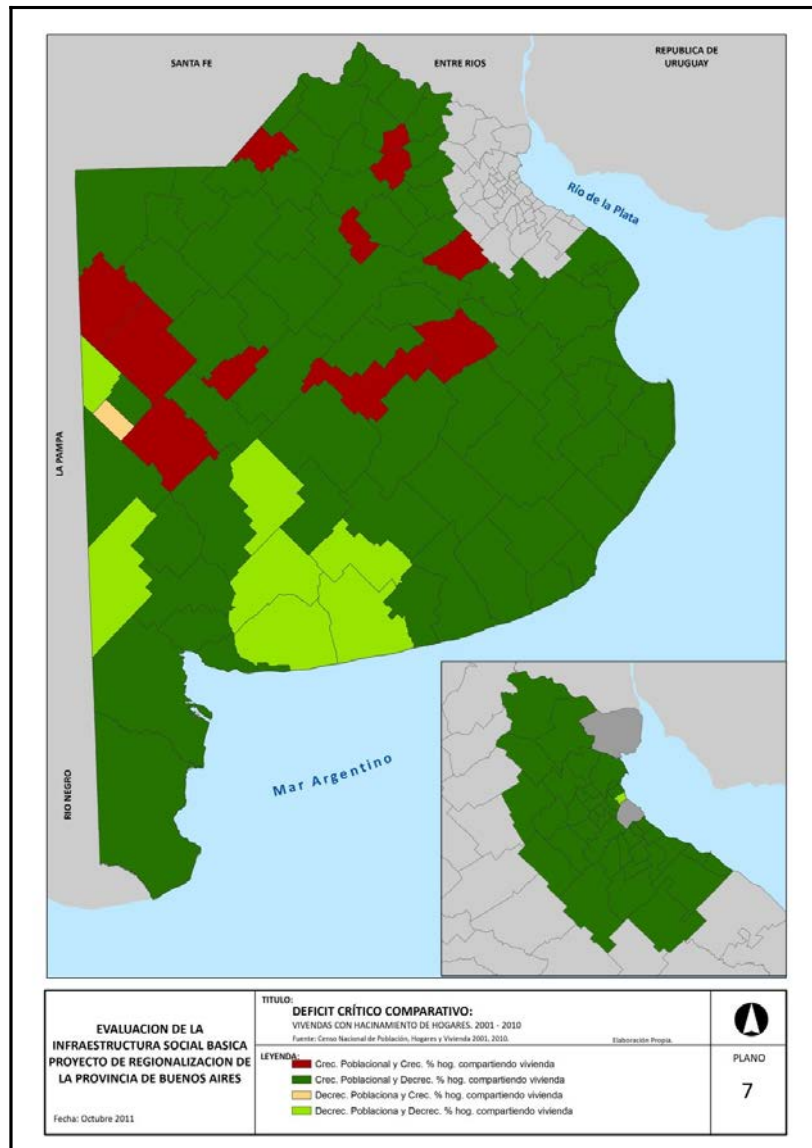 SANTA FE
ENTRE RIOS
REPUBLICA DE
URUGUAY
Río de la Plata
LA PAMPA
RIO NEGRO
Mar Argentino
EVALUACION DE LA
INFRAESTRUCTURA SOCIAL BASICA
PROYECTO DE REGIONALIZACION DE
LA PROVINCIA DE BUENOS AIRES
Fecha: Octubre 2011
TITULO:
DEFICIT CRÍTICO COMPARATIVO:
VIVIENDAS CON HACINAMIENTO DE HOGARES. 2001 - 2010
Fuente: Censo Nacional de Población, Hogares y Vivienda 2001, 2010.
Elaboración Propia.
LEYENDA:
Crec. Poblacional y Crec. % hog. compartiendo vivienda
Crec. Poblacional y Decrec. % hog. compartiendo vivienda
Decrec. Poblaciona y Crec. % hog. compartiendo vivienda
Decrec. Poblaciona y Decrec. % hog. compartiendo vivienda
PLANO
7